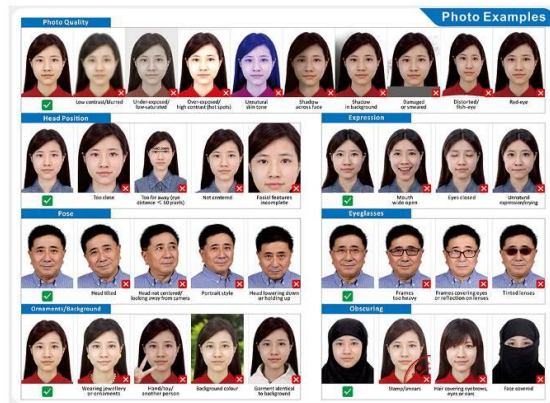 Photo Examples
Photo Quality
Low contrast/blurred
Under-exposed/
low-saturated
Over-exposed/
high contrast (hot spots)
Unnatural
skin tone
Shadow
across face
Shadow
in background
Damaged
or smeared
Distorted/
fish-eye
Red-eye
Head Position
Too close
Too far away (eye
distance < 60 pixels)
Not centered
Facial features
incomplete
Expression
Mouth
wide open
Eyes closed
Unnatural
expression/crying
Pose
Head tilted
Head not centered/
looking away from camera
Portrait style
Head lowering down
or holding up
Eyeglasses
Frames
too heavy
Frames covering eyes
or reflection on lenses
Tinted lenses
Ornaments/Background
Wearing jewellery
or ornaments
Hand/toy/
another person
Background colour
Garment identical
to background
Obscuring
Stamp/smears
Hair covering eyebrows,
eyes or ears
Face covered